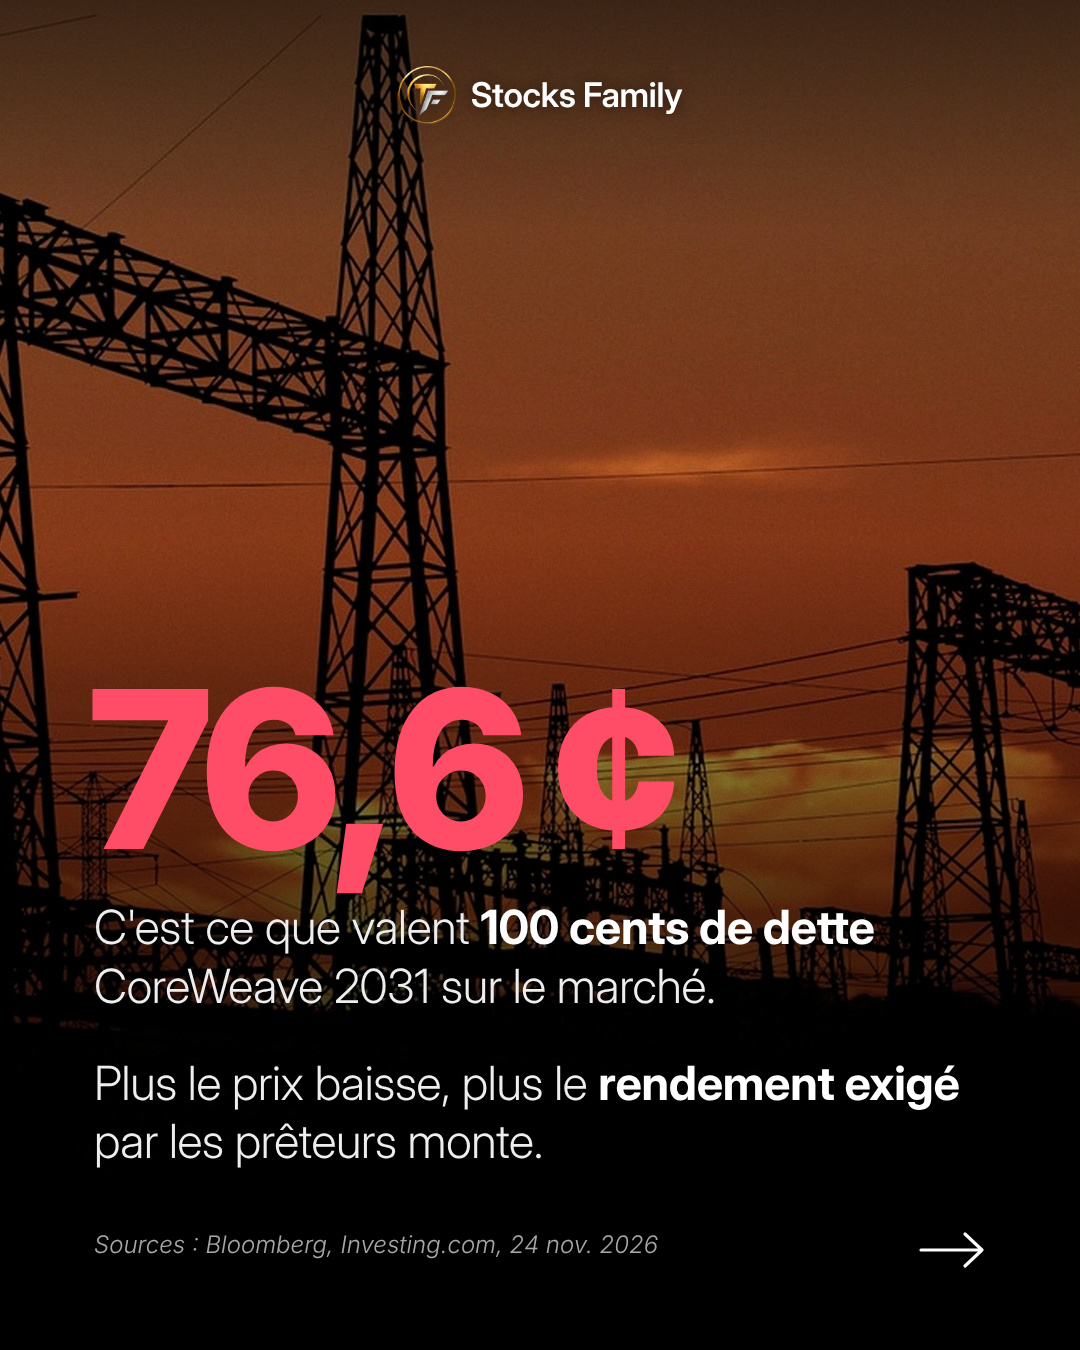 Stocks Family
76,6 ¢
C'est ce que valent 100 cents de dette
CoreWeave 2031 sur le marché.
Plus le prix baisse, plus le rendement exigé
par les prêteurs monte.
Sources : Bloomberg, Investing.com, 24 nov. 2026